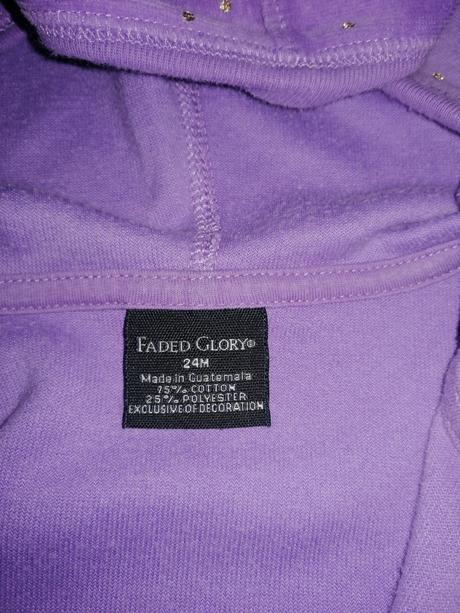 FADED GLORY®
24M
Made in Guatemala
75% COTTON
25% POLYESTER
EXCLUSIVE OF DECORATION